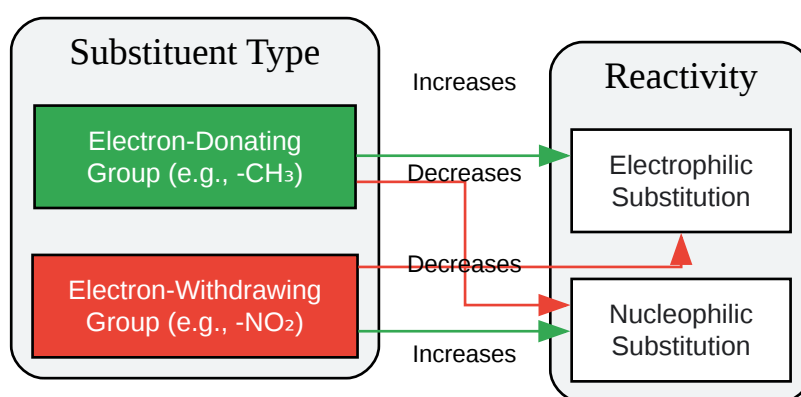 Substituent Type
Electron-Donating
Group (e.g., -CH₃)
Electron-Withdrawing
Group (e.g., -NO₂)
Increases
Decreases
Decreases
Increases
Reactivity
Electrophilic
Substitution
Nucleophilic
Substitution